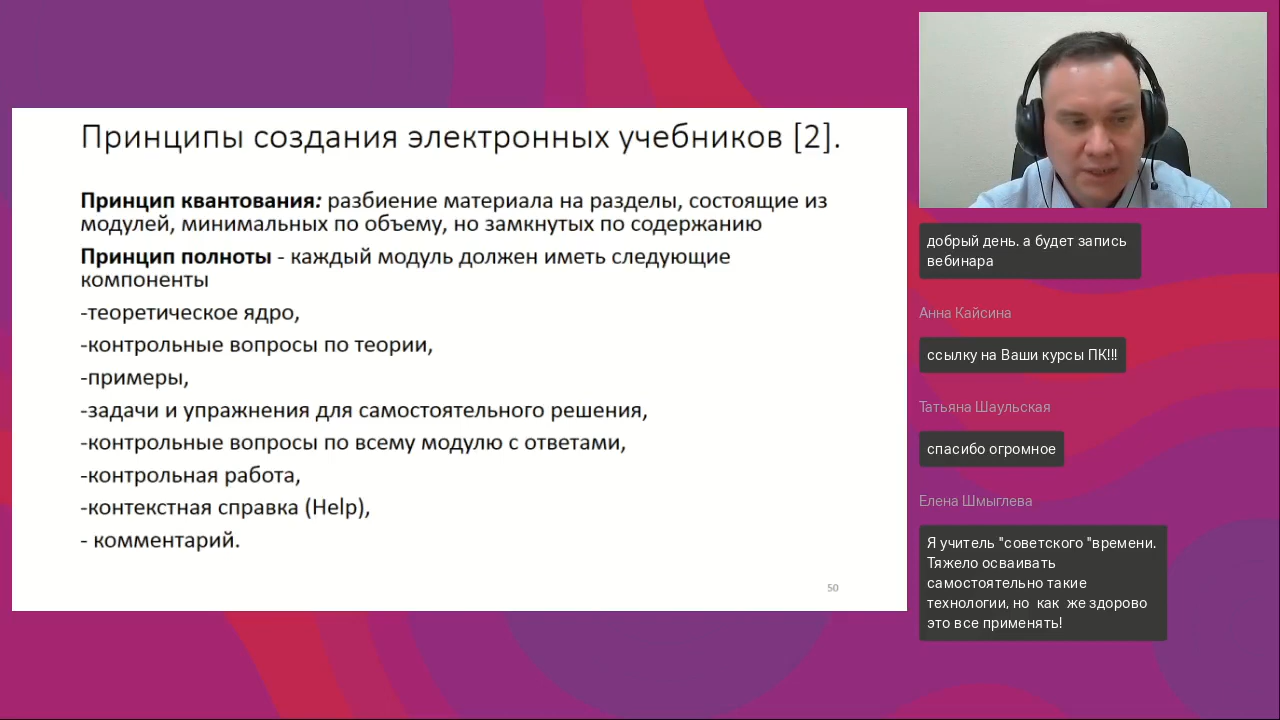 Принципы создания электронных учебников [2].
Принцип квантования: разбиение материала на разделы, состоящие из
модулей, минимальных по объему, но замкнутых по содержанию
Принцип полноты - каждый модуль должен иметь следующие
компоненты
-теоретическое ядро,
-контрольные вопросы по теории,
-примеры,
-задачи и упражнения для самостоятельного решения,
-контрольные вопросы по всему модулю с ответами,
-контрольная работа,
-контекстная справка (Help),
- комментарий.
50
добрый день. а будет запись
вебинара
Анна Кайсина
ссылку на Ваши курсы ПК!!!
Татьяна Шаульская
спасибо огромное
Елена Шмыглева
Я учитель "советского "времени.
Тяжело осваивать
самостоятельно такие
технологии, но как же здорово
это все применять!